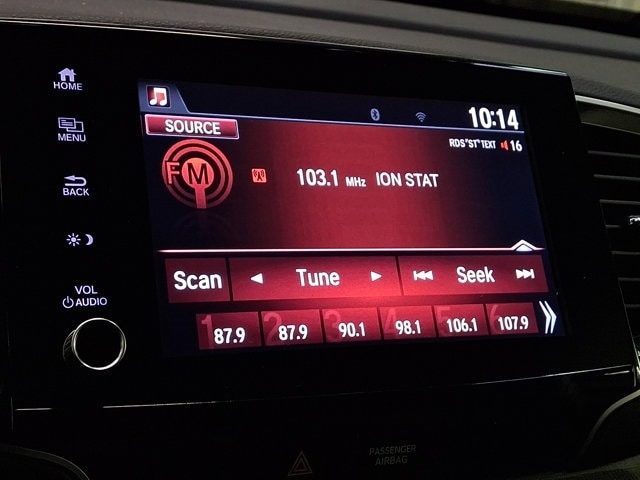 HOME
MENU
BACK
VOL
AUDIO
10:14
SOURCE
RDS "ST" TEXT 16
FM
103.1 MHz ION STAT
Scan Tune Seek
1 87.9 2 87.9 3 90.1 4 98.1 5 106.1 6 107.9
PASSENGER
AIRBAG